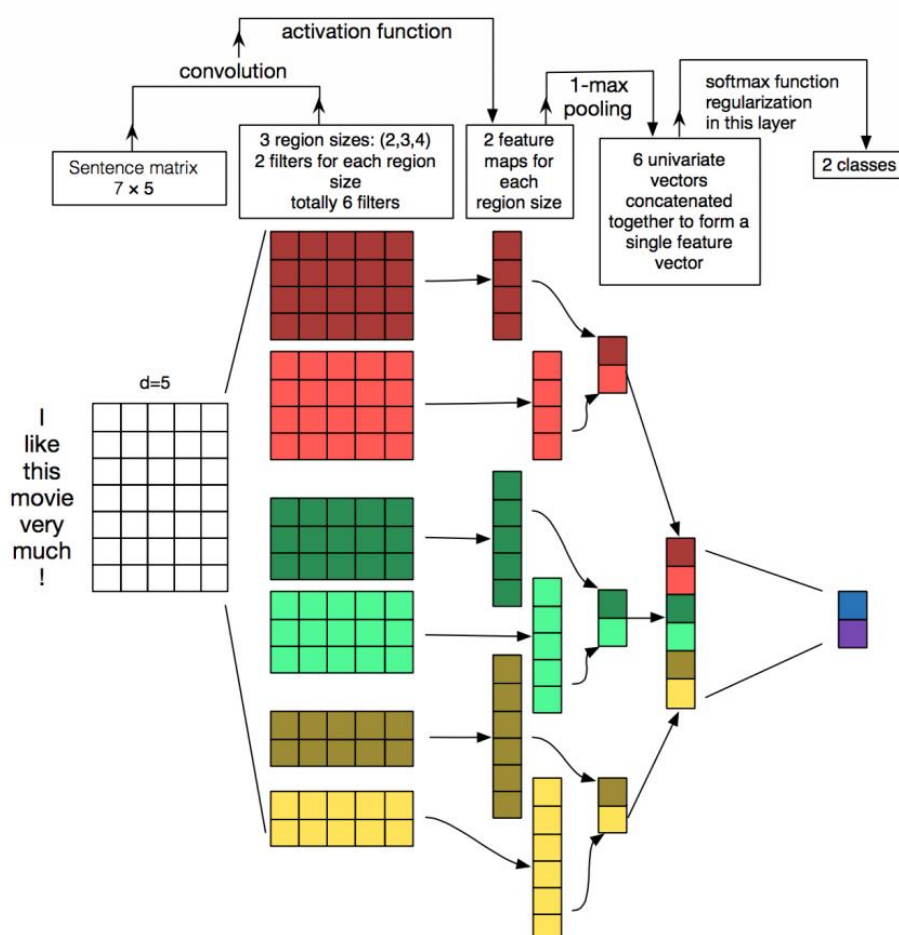 activation function
convolution
1-max
pooling
softmax function
regularization
in this layer
Sentence matrix
7 × 5
3 region sizes: (2,3,4)
2 filters for each region
size
totally 6 filters
2 feature
maps for
each
region size
6 univariate
vectors
concatenated
together to form a
single feature
vector
2 classes
d=5
I
like
this
movie
very
much
!